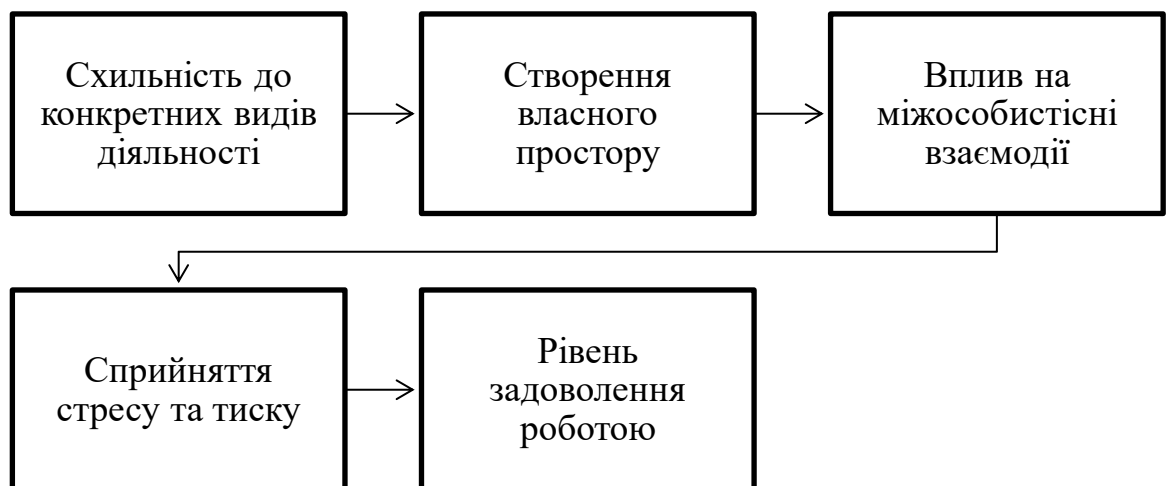 Схильність до
конкретних видів
діяльності
Створення
власного
простору
Вплив на
міжособистісні
взаємодії
Сприйняття
стресу та тиску
Рівень
задоволення
роботою